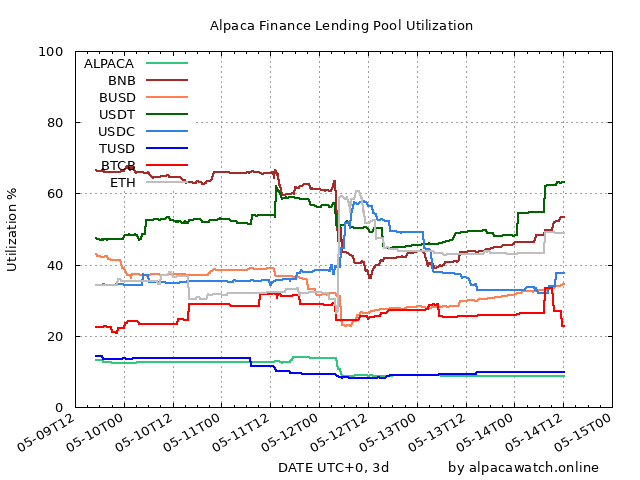 Alpaca Finance Lending Pool Utilization
100
80
60
40
20
0
Utilization %
ALPACA
BNB
BUSD
USDT
USDC
TUSD
BTCB
ETH
05-09T12
05-10T00
05-10T12
05-11T00
05-11T12
05-12T00
05-12T12
05-13T00
05-13T12
05-14T00
05-14T12
05-15T00
DATE UTC+0, 3d
by alpacawatch.online